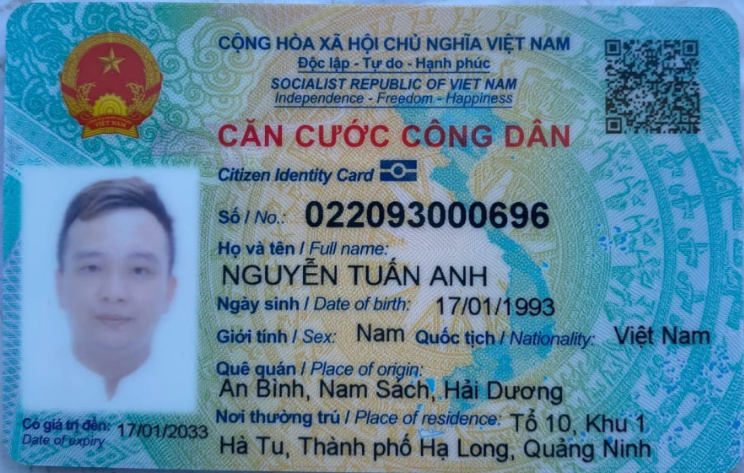 CỘNG HÒA XÃ HỘI CHỦ NGHĨA VIỆT NAM
Độc lập - Tự do - Hạnh phúc
SOCIALIST REPUBLIC OF VIET NAM
Independence - Freedom - Happiness
CĂN CƯỚC CÔNG DÂN
Citizen Identity Card
Số / No.: 022093000696
Họ và tên / Full name:
NGUYỄN TUẤN ANH
Ngày sinh / Date of birth: 17/01/1993
Giới tính / Sex: Nam Quốc tịch / Nationality: Việt Nam
Quê quán / Place of origin:
An Bình, Nam Sách, Hải Dương
Nơi thường trú / Place of residence: Tổ 10, Khu 1
Hà Tu, Thành phố Hạ Long, Quảng Ninh
Có giá trị đến: 17/01/2033
Date of expiry
VIỆT NAM